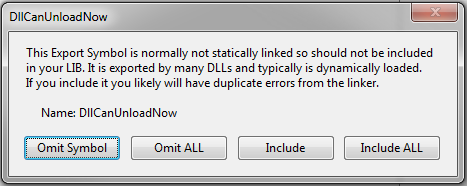 DllCanUnloadNow
This Export Symbol is normally not statically linked so should not be included
in your LIB. It is exported by many DLLs and typically is dynamically loaded.
If you include it you likely will have duplicate errors from the linker.
Name: DllCanUnloadNow
Omit Symbol Omit ALL Include Include ALL